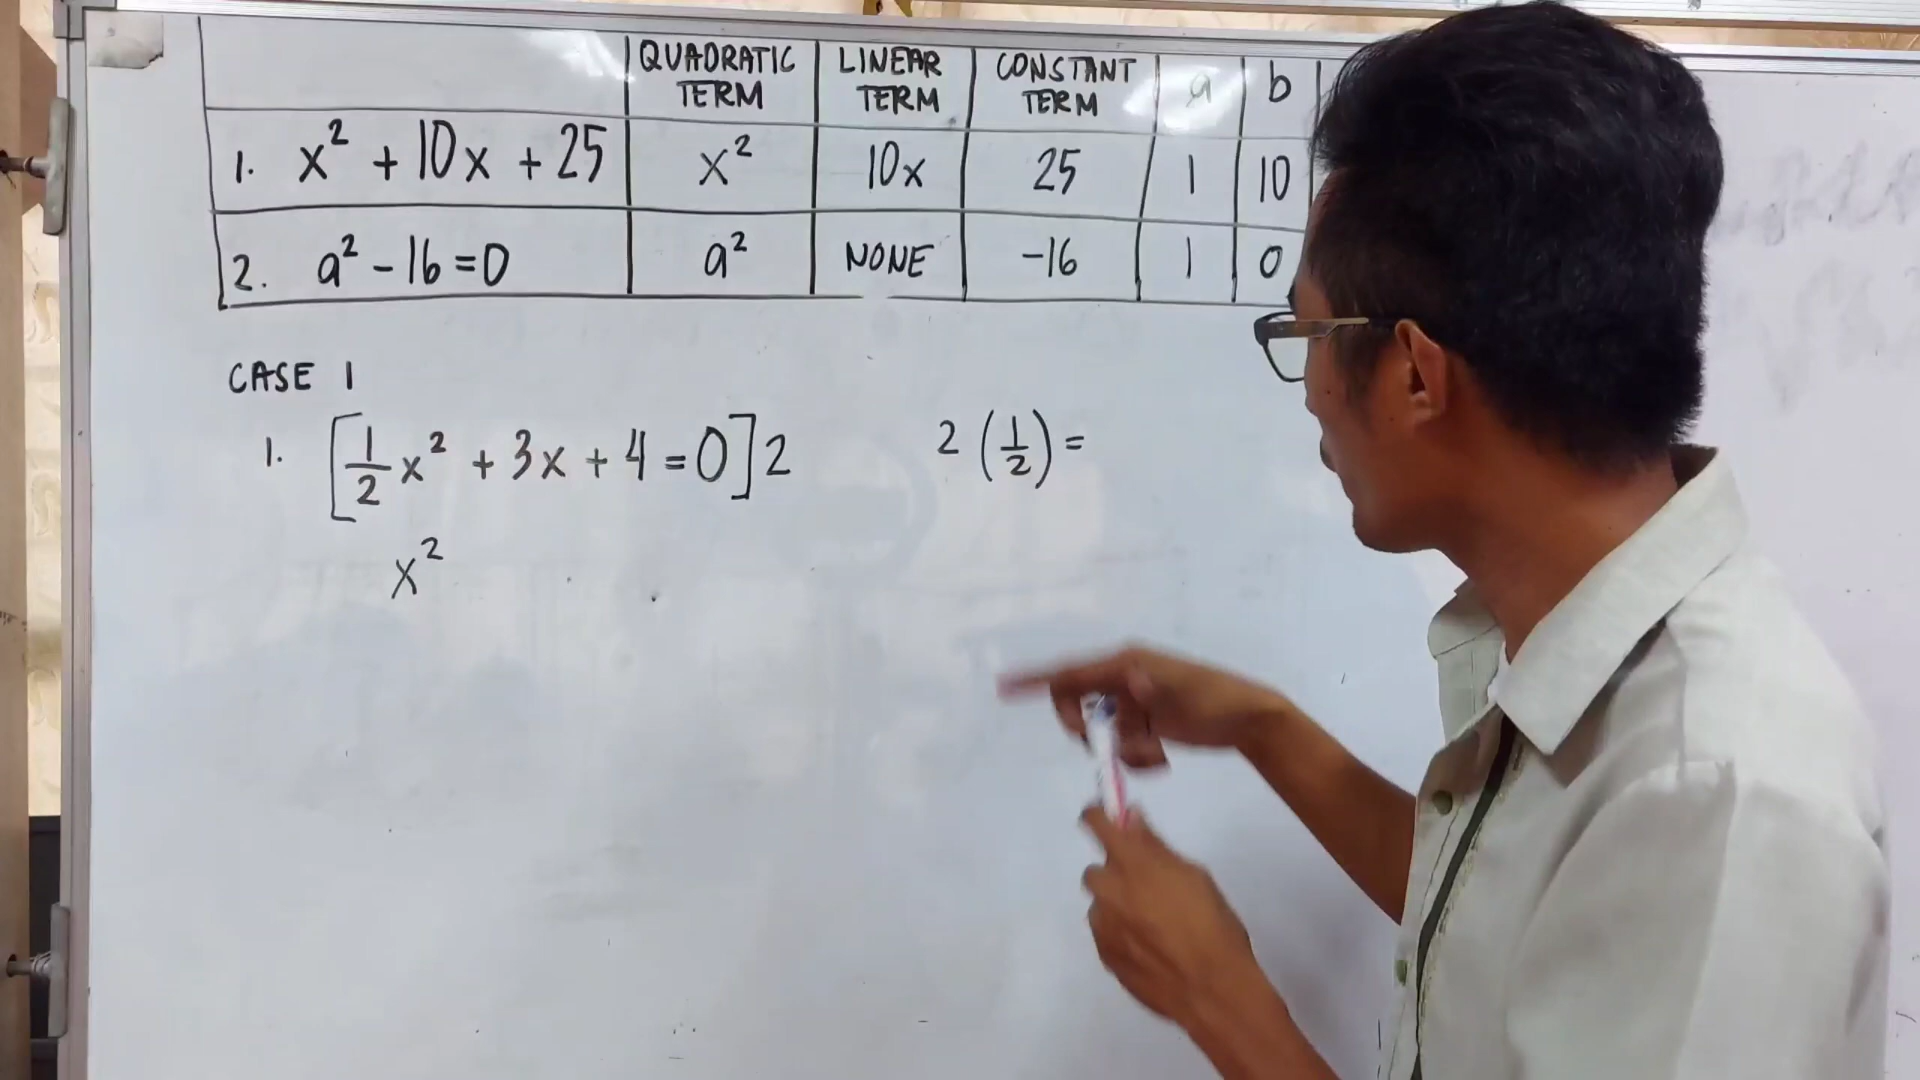 QUADRATIC TERM LINEAR TERM CONSTANT TERM a b
1. x² + 10x + 25 x² 10x 25 1 10
2. a² - 16 = 0 a² NONE -16 1 0
CASE 1
1. [1/2 x² + 3x + 4 = 0] 2 2 (1/2) =
x²